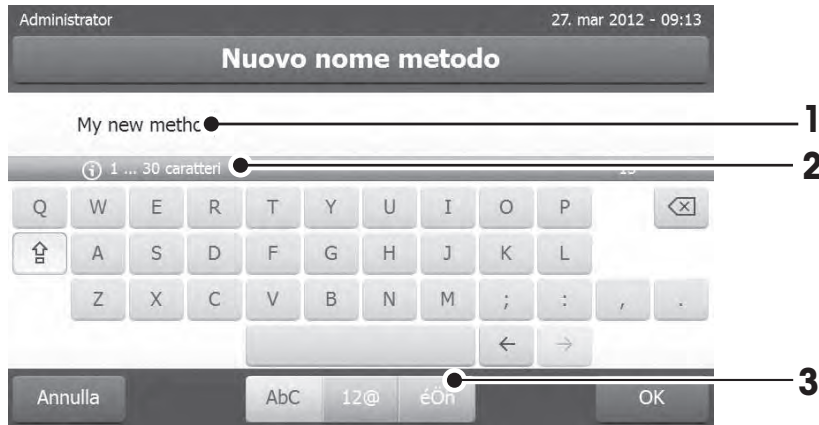 Administrator 27. mar 2012 - 09:13
Nuovo nome metodo
My new 1
1 ... 30 caratteri 2
Q W E R T Y U I O P
A S D F G H J K L
Z X C V B N M ; : , .
← →
Annulla AbC 12@ éÖñ OK 3